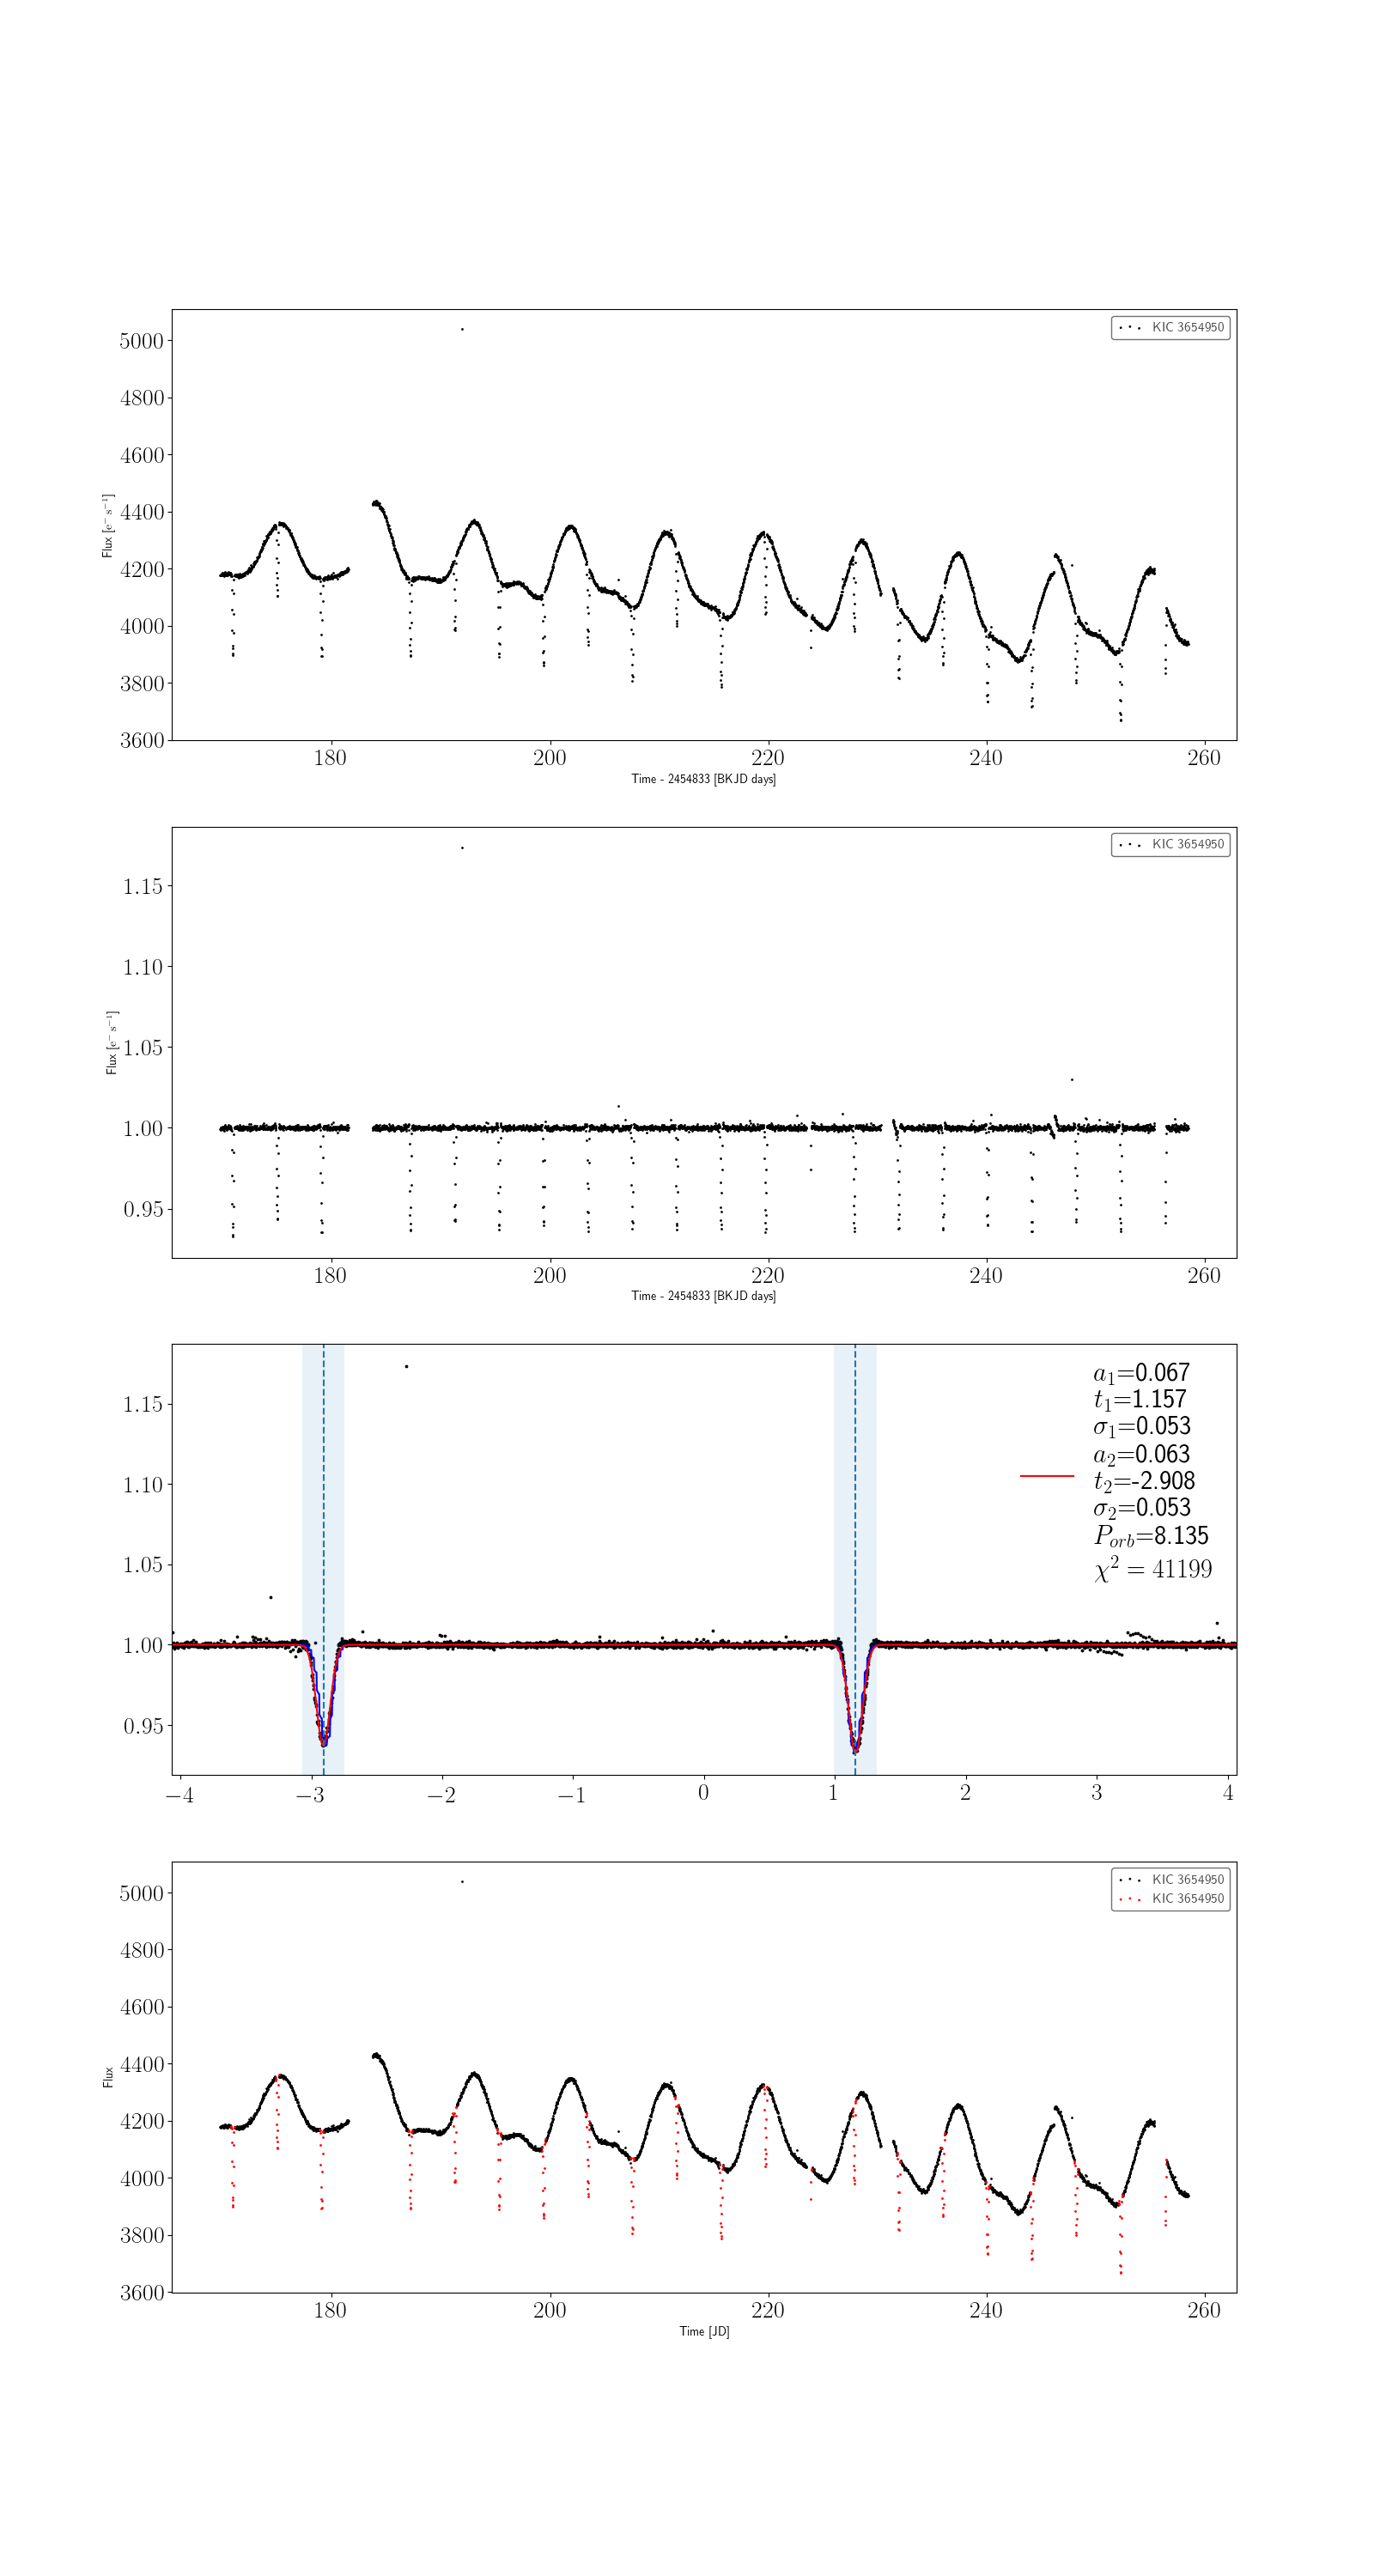 KIC 3654950
5000
4800
4600
4400
4200
4000
3800
3600
Flux [e⁻ s⁻¹]
180 200 220 240 260
Time - 2454833 [BKJD days]
KIC 3654950
1.15
1.10
1.05
1.00
0.95
Flux [e⁻ s⁻¹]
180 200 220 240 260
Time - 2454833 [BKJD days]
a₁=0.067
t₁=1.157
σ₁=0.053
a₂=0.063
t₂=-2.908
σ₂=0.053
P_orb=8.135
χ² = 41199
1.15
1.10
1.05
1.00
0.95
−4 −3 −2 −1 0 1 2 3 4
KIC 3654950
KIC 3654950
5000
4800
4600
4400
4200
4000
3800
3600
Flux
180 200 220 240 260
Time [JD]